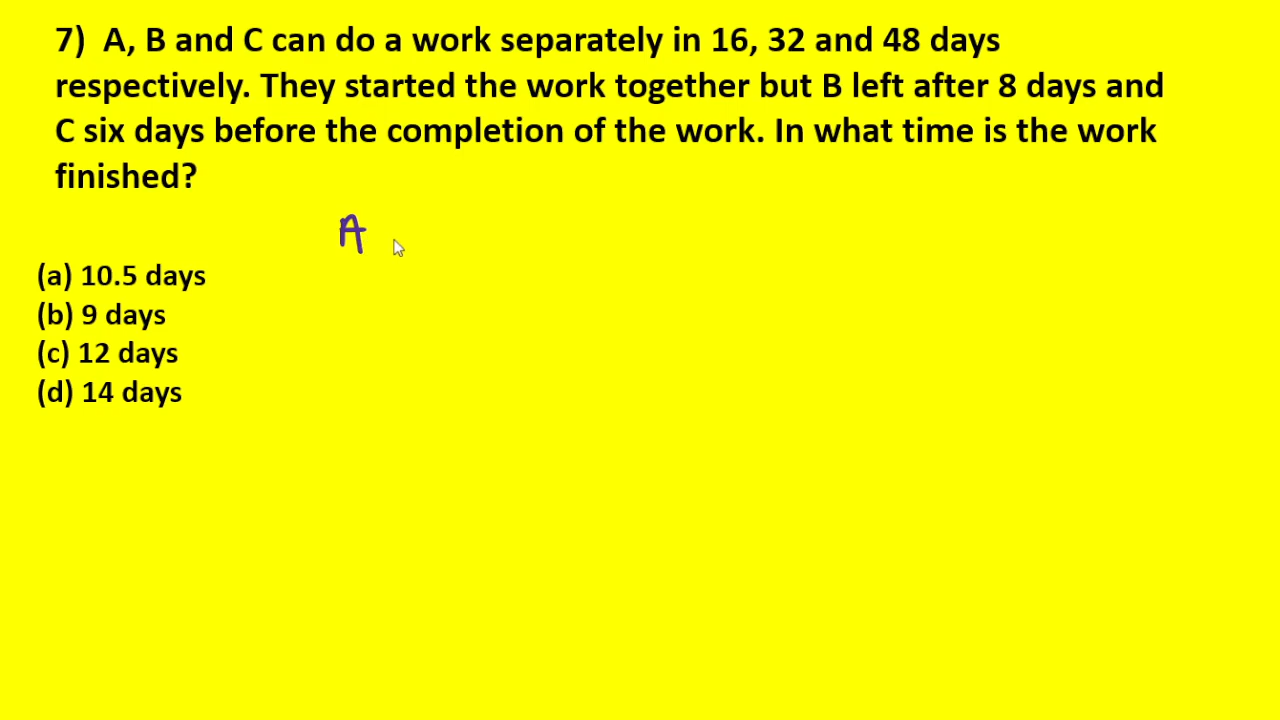 7) A, B and C can do a work separately in 16, 32 and 48 days
respectively. They started the work together but B left after 8 days and
C six days before the completion of the work. In what time is the work
finished?
A
(a) 10.5 days
(b) 9 days
(c) 12 days
(d) 14 days